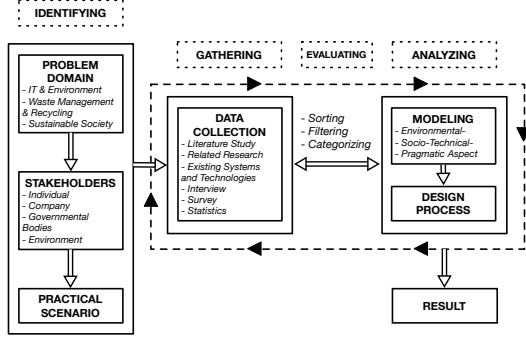 IDENTIFYING
PROBLEM
DOMAIN
- IT & Environment
- Waste Management
& Recycling
- Sustainable Society
STAKEHOLDERS
- Individual
- Company
- Governmental
Bodies
- Environment
PRACTICAL
SCENARIO
GATHERING
EVALUATING
ANALYZING
DATA
COLLECTION
- Literature Study
- Related Research
- Existing Systems
and Technologies
- Interview
- Survey
- Statistics
- Sorting
- Filtering
- Categorizing
MODELING
- Environmental-
- Socio-Technical-
- Pragmatic Aspect
DESIGN
PROCESS
RESULT